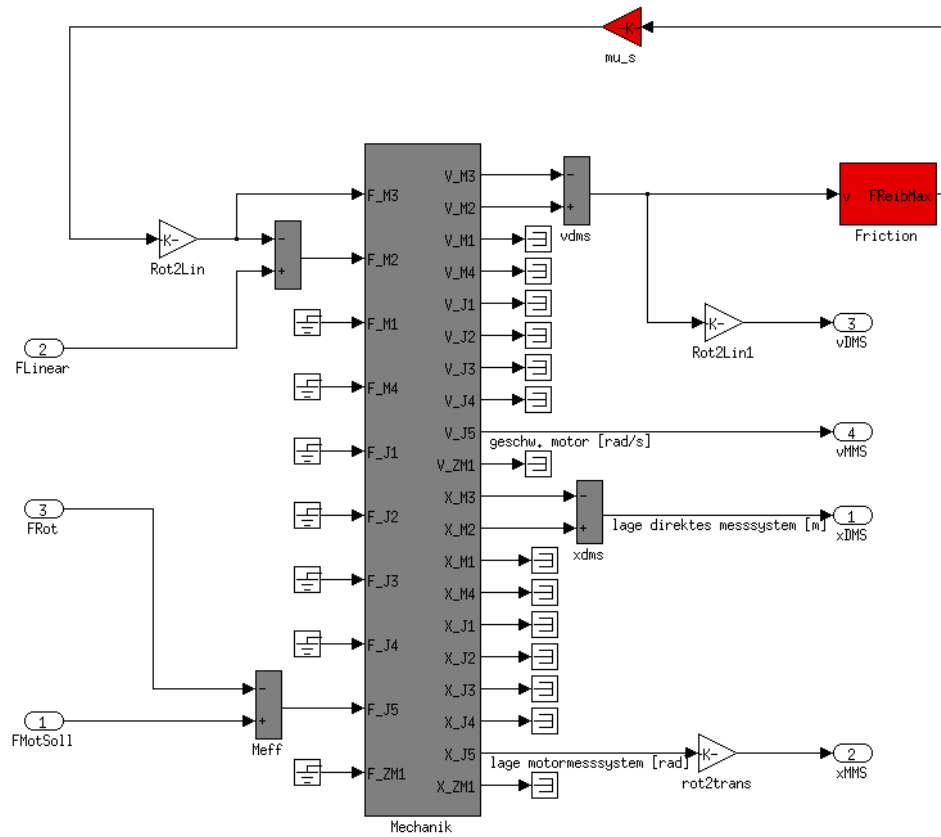 -K-
mu_s
F_M3
F_M2
F_M1
F_M4
F_J1
F_J2
F_J3
F_J4
F_J5
F_ZM1
V_M3
V_M2
V_M1
V_M4
V_J1
V_J2
V_J3
V_J4
V_J5
V_ZM1
X_M3
X_M2
X_M1
X_M4
X_J1
X_J2
X_J3
X_J4
X_J5
X_ZM1
Mechanik
-
+
vdms
v FReibMax
Friction
K-
Rot2Lin
-
+
K-
Rot2Lin1
3
vDMS
2
FLinear
geschw. motor [rad/s]
4
vMMS
-
+
xdms
lage direktes messsystem [m]
1
xDMS
3
FRot
-
+
Meff
1
FMotSoll
lage motormesssystem [rad]
K-
rot2trans
2
xMMS